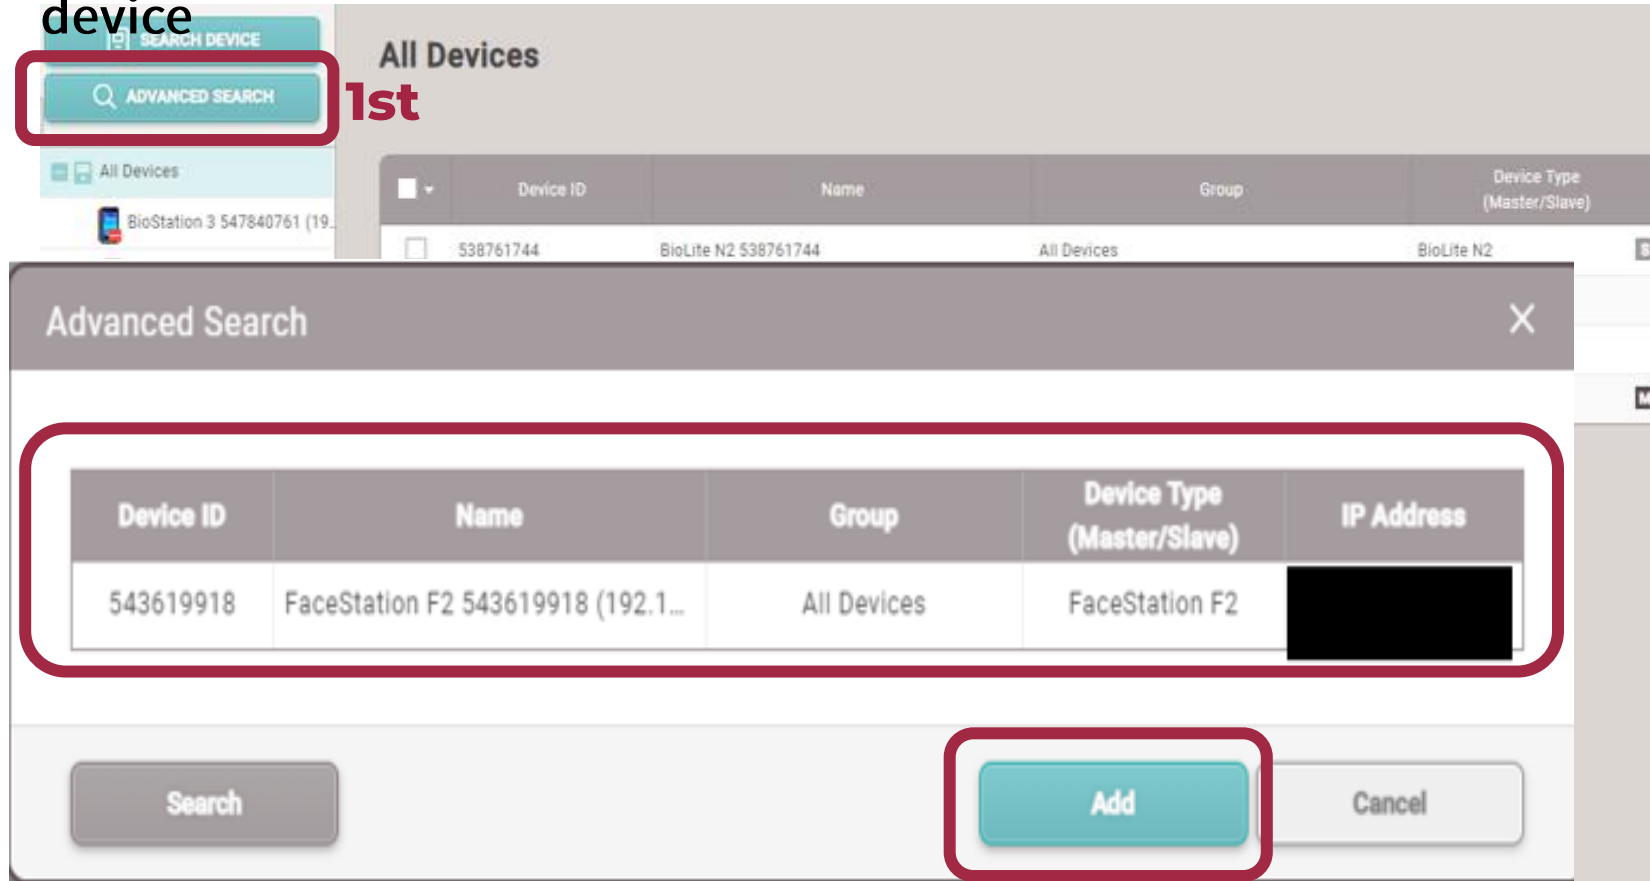 device
SEARCH DEVICE
ADVANCED SEARCH
1st
All Devices
All Devices
BioStation 3 547840761 (19...
Device ID Name Group Device Type (Master/Slave)
538761744 BioLite N2 538761744 All Devices BioLite N2
Advanced Search
Device ID Name Group Device Type (Master/Slave) IP Address
543619918 FaceStation F2 543619918 (192.1... All Devices FaceStation F2
Search Add Cancel